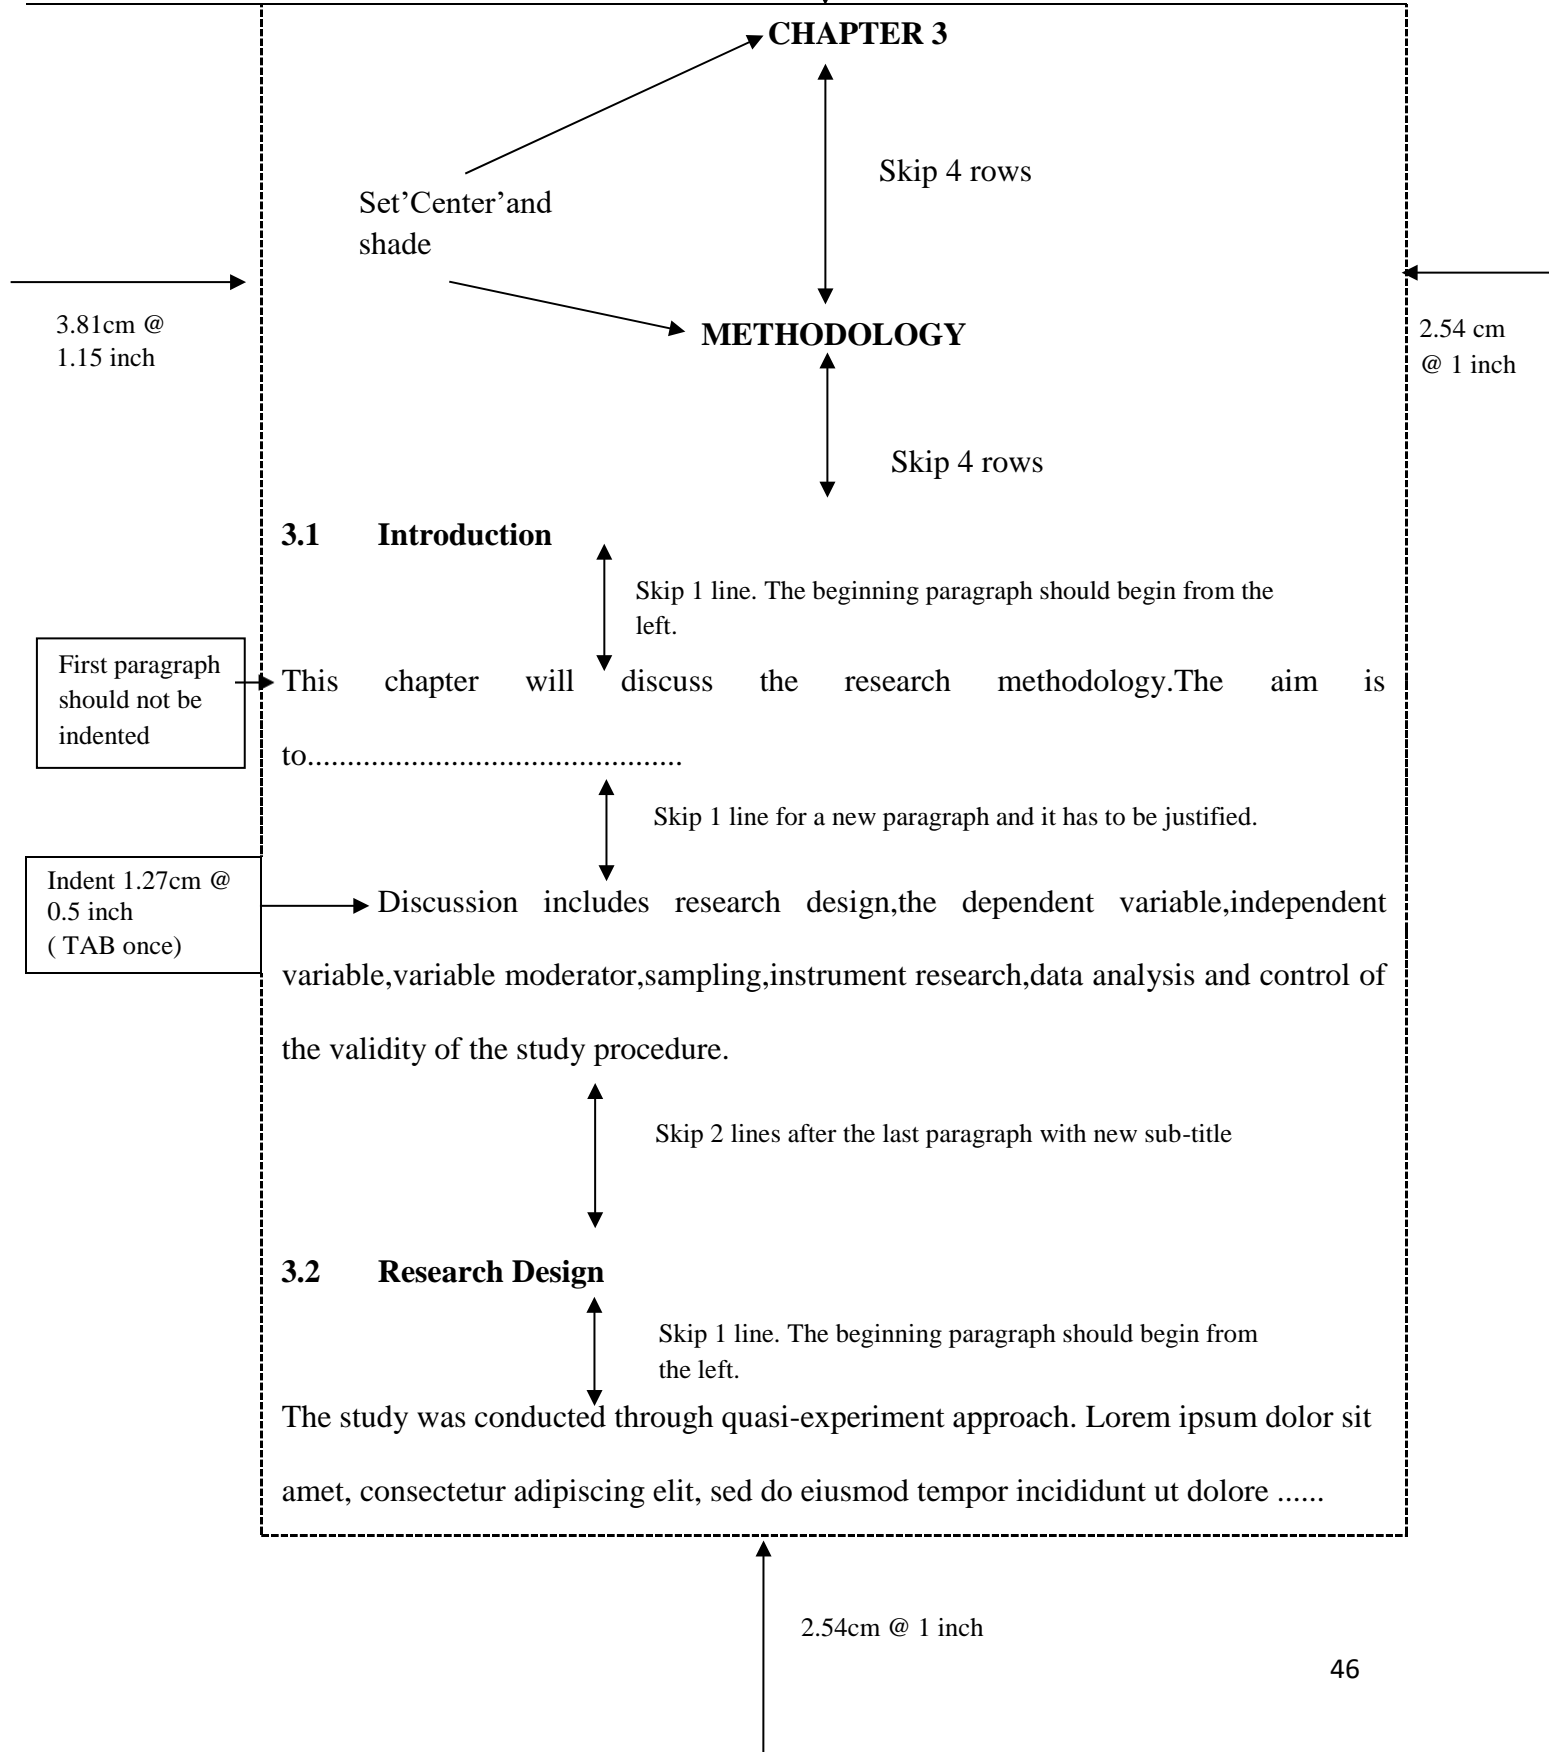 CHAPTER 3
Skip 4 rows
Set’Center’and
shade
3.81cm @
1.15 inch
METHODOLOGY
2.54 cm
@ 1 inch
Skip 4 rows
3.1 Introduction
Skip 1 line. The beginning paragraph should begin from the
left.
First paragraph
should not be
indented
This chapter will discuss the research methodology.The aim is
to...............................................
Skip 1 line for a new paragraph and it has to be justified.
Indent 1.27cm @
0.5 inch
( TAB once)
Discussion includes research design,the dependent variable,independent
variable,variable moderator,sampling,instrument research,data analysis and control of
the validity of the study procedure.
Skip 2 lines after the last paragraph with new sub-title
3.2 Research Design
Skip 1 line. The beginning paragraph should begin from
the left.
The study was conducted through quasi-experiment approach. Lorem ipsum dolor sit
amet, consectetur adipiscing elit, sed do eiusmod tempor incididunt ut dolore ......
2.54cm @ 1 inch
46